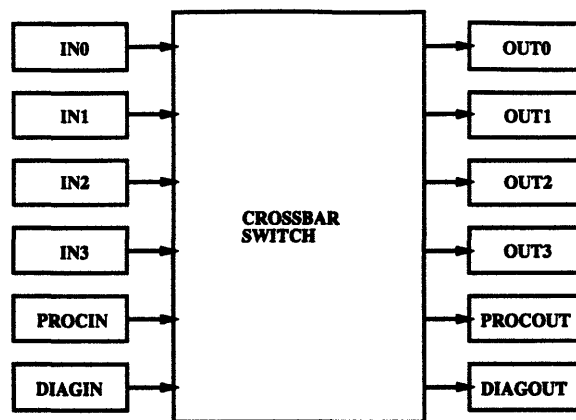 IN0
OUT0
IN1
OUT1
IN2
OUT2
CROSSBAR
SWITCH
IN3
OUT3
PROCIN
PROCOUT
DIAGIN
DIAGOUT